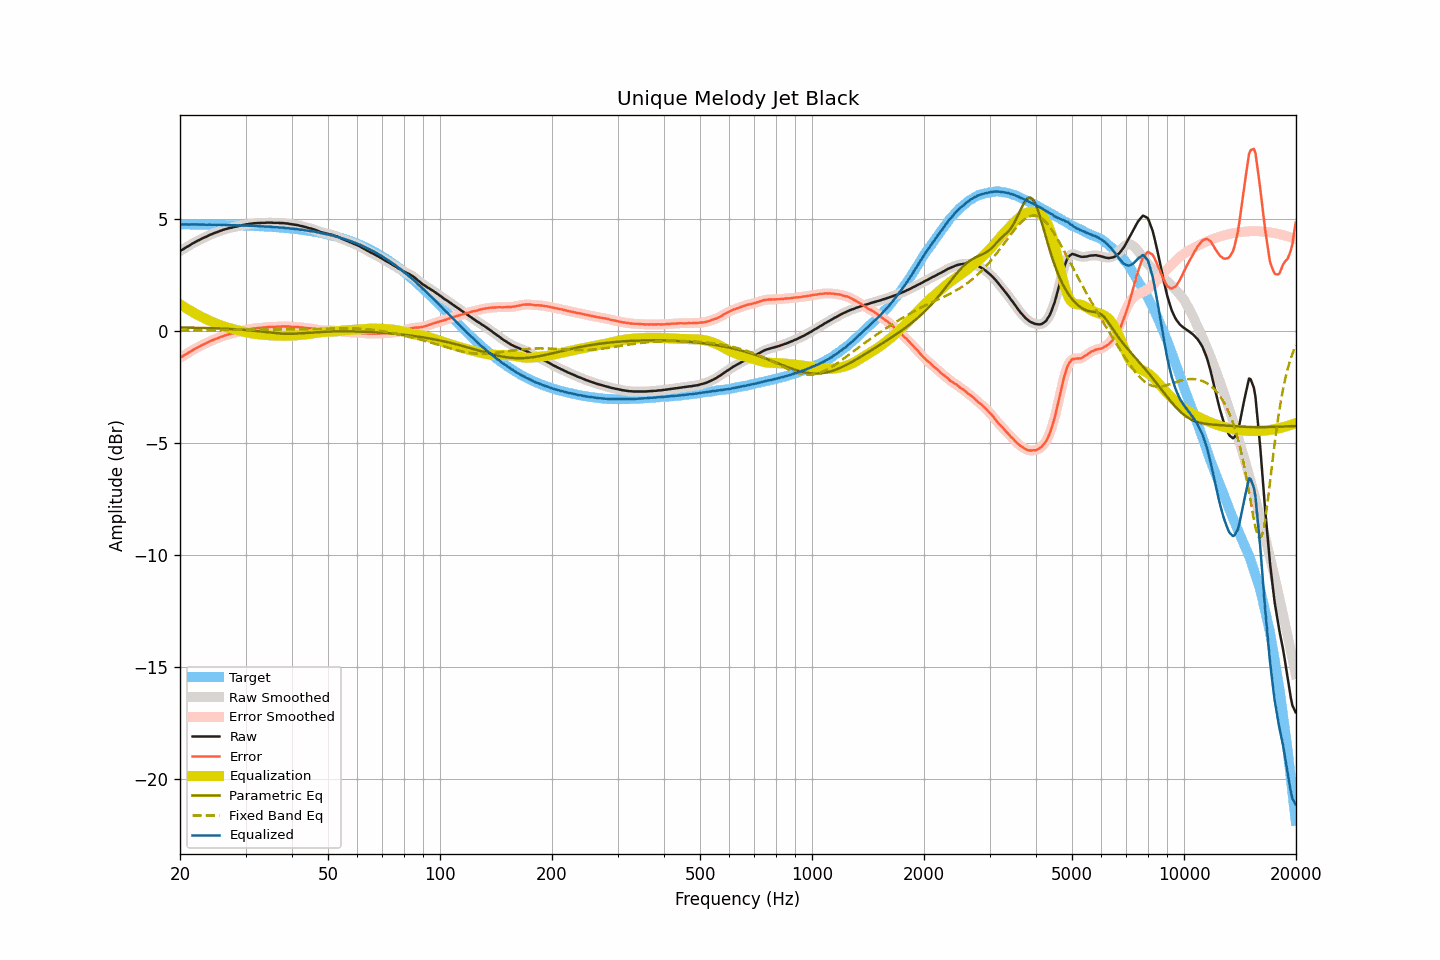 Unique Melody Jet Black
Amplitude (dBr)
5
0
−5
−10
−15
−20
Target
Raw Smoothed
Error Smoothed
Raw
Error
Equalization
Parametric Eq
Fixed Band Eq
Equalized
20 50 100 200 500 1000 2000 5000 10000 20000
Frequency (Hz)